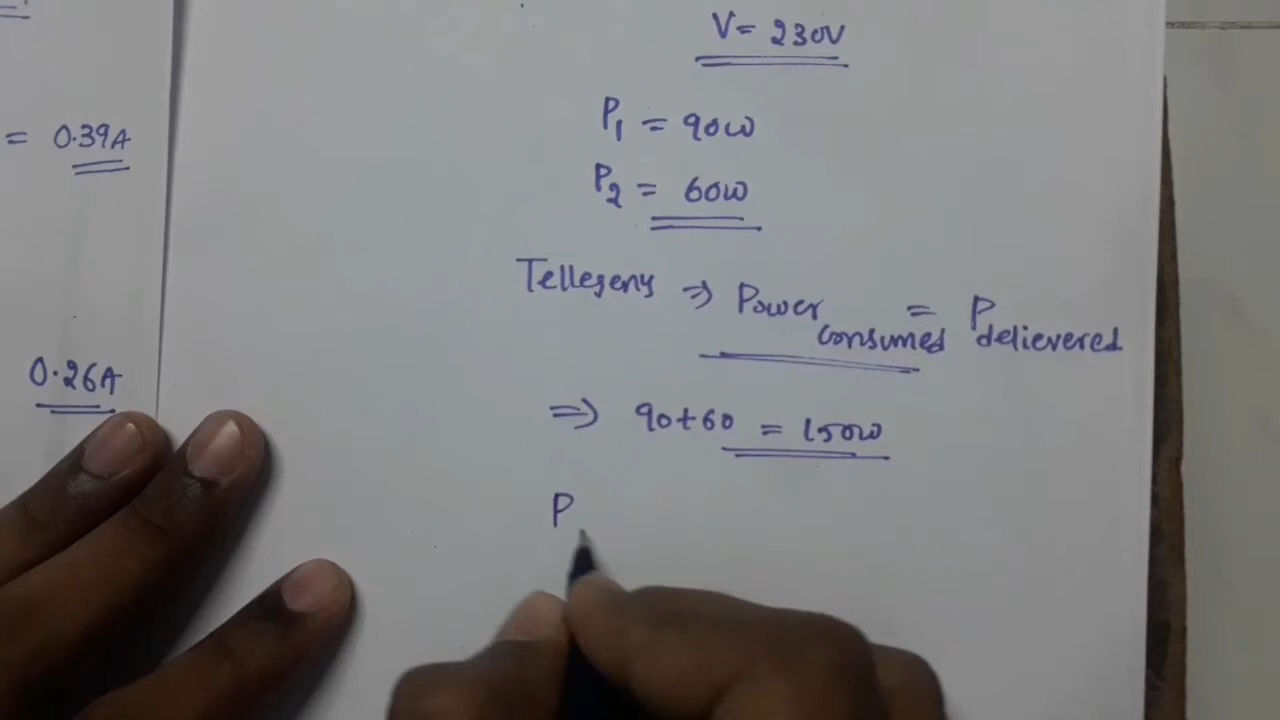 = 0.39A
0.26A
V= 230V
P1 = 90W
P2 = 60W
Tellegens => Power consumed = P delievered
=> 90+60 = 150W
P